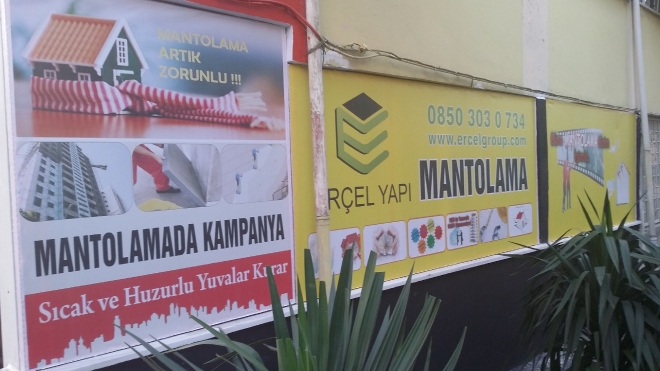 MANTOLAMA
ARTIK
ZORUNLU !!!
MANTOLAMADA KAMPANYA
Sıcak ve Huzurlu Yuvalar Kurar
0850 303 0 734
www.ercelgroup.com
RÇEL YAPI
MANTOLAMA